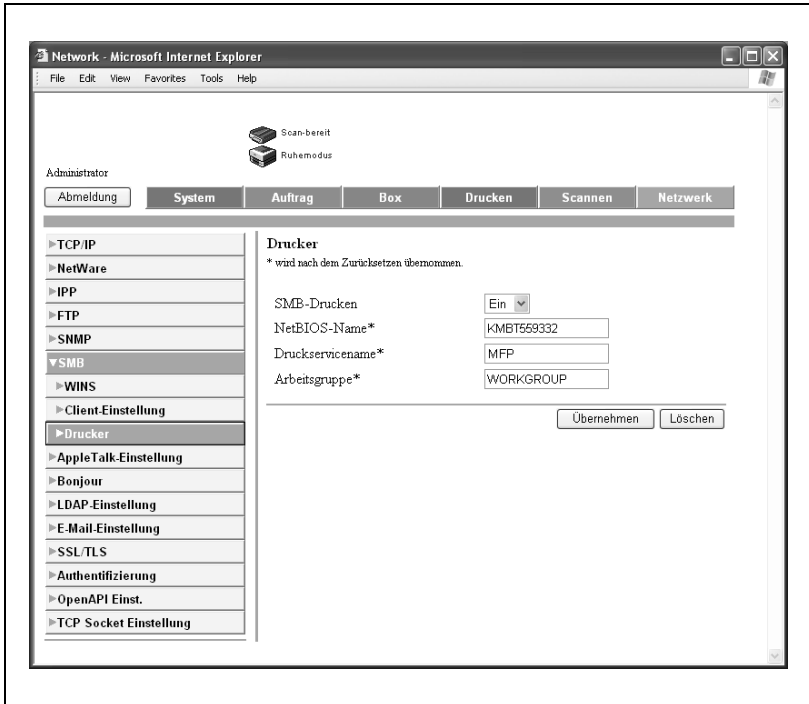 Network - Microsoft Internet Explorer
File Edit View Favorites Tools Help
Scan-bereit
Ruhemodus
Administrator
Abmeldung System Auftrag Box Drucken Scannen Netzwerk
TCP/IP
NetWare
IPP
FTP
SNMP
SMB
WINS
Client-Einstellung
Drucker
AppleTalk-Einstellung
Bonjour
LDAP-Einstellung
E-Mail-Einstellung
SSL/TLS
Authentifizierung
OpenAPI Einst.
TCP Socket Einstellung
Drucker
* wird nach dem Zurücksetzen übernommen.
SMB-Drucken Ein
NetBIOS-Name* KMBT559332
Druckservicename* MFP
Arbeitsgruppe* WORKGROUP
Übernehmen Löschen